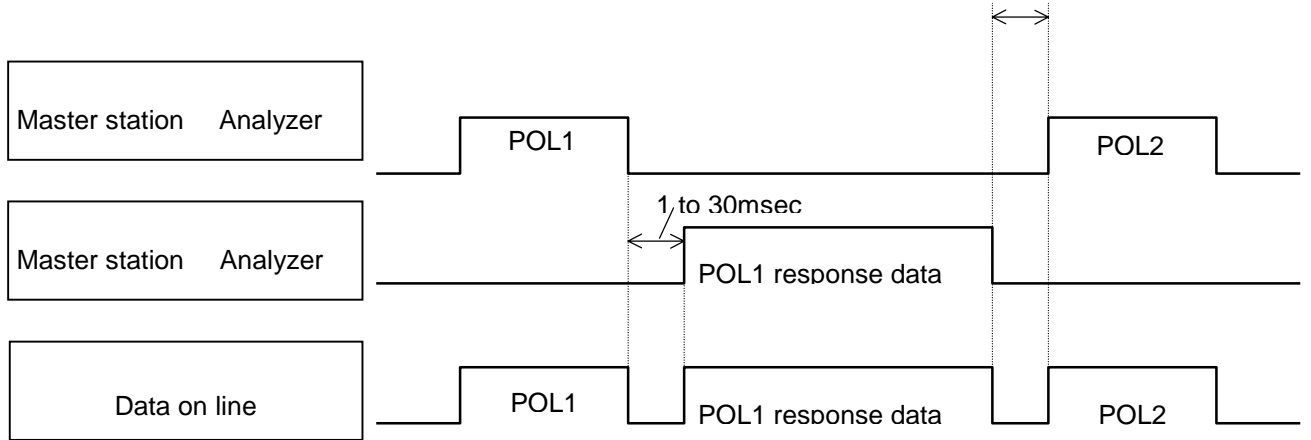 Master station Analyzer
POL1
POL2
1 to 30msec
Master station Analyzer
POL1 response data
Data on line
POL1
POL1 response data
POL2